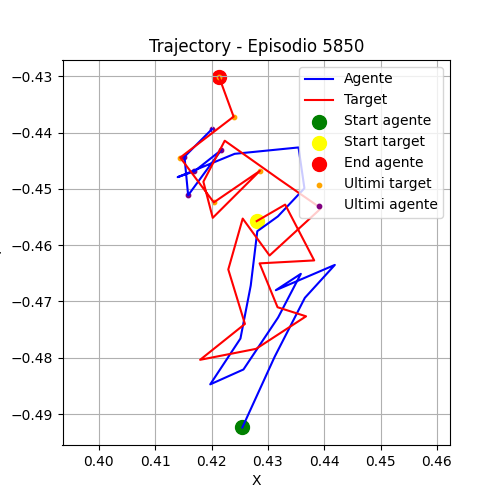 Trajectory - Episodio 5850
Agente
Target
Start agente
Start target
End agente
Ultimi target
Ultimi agente
−0.43
−0.44
−0.45
−0.46
−0.47
−0.48
−0.49
0.40 0.41 0.42 0.43 0.44 0.45 0.46
X